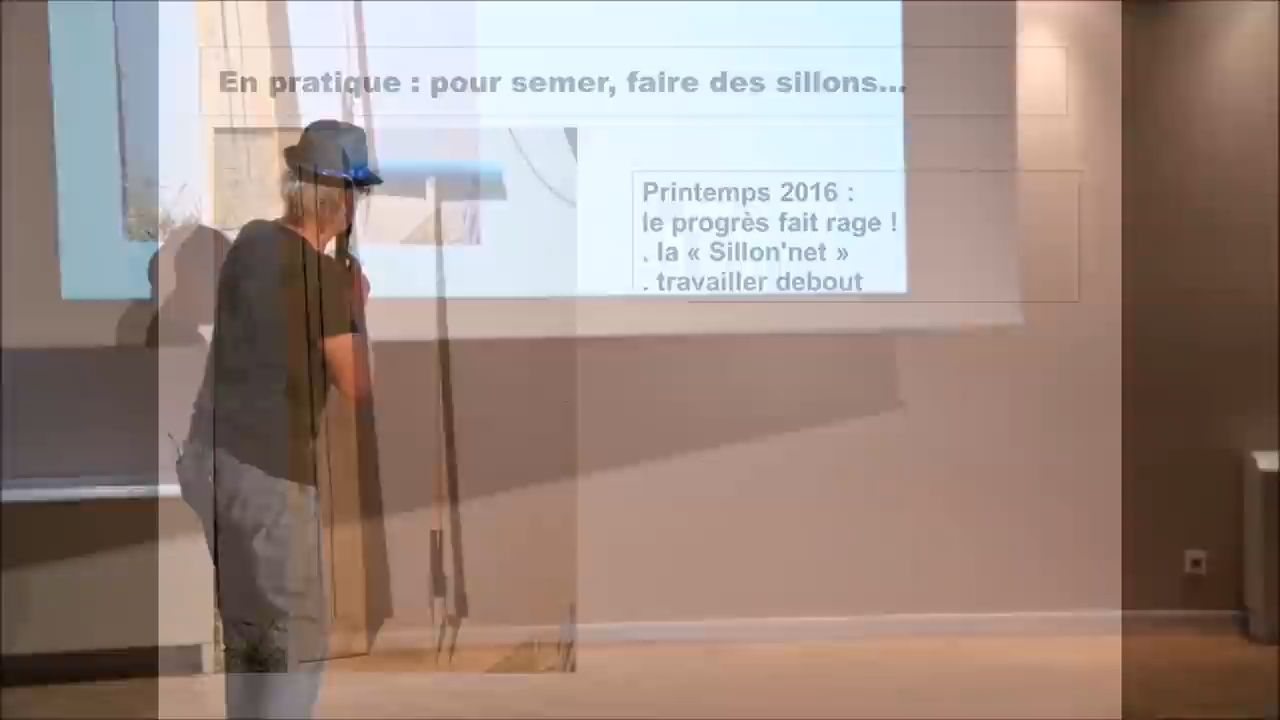 En pratique : pour semer, faire des sillons...
Printemps 2016 :
le progrès fait rage !
. la « Sillon'net »
. travailler debout